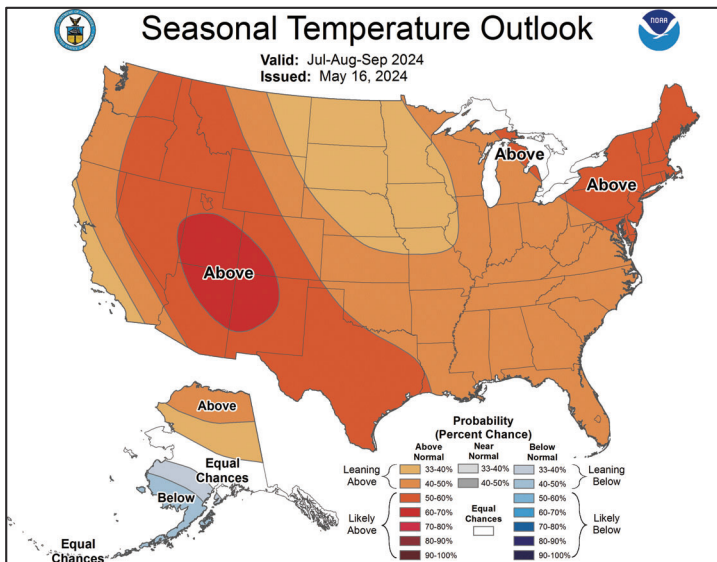 Seasonal Temperature Outlook
NOAA
Valid: Jul-Aug-Sep 2024
Issued: May 16, 2024
Above
Above
Above
Above
Equal
Chances
Below
Equal
Chances
Probability
(Percent Chance)
Above
Normal
Near
Normal
Below
Normal
Leaning
Above
33-40%
40-50%
33-40%
40-50%
33-40%
40-50%
Leaning
Below
Likely
Above
50-60%
60-70%
70-80%
80-90%
90-100%
Equal
Chances
50-60%
60-70%
70-80%
80-90%
90-100%
Likely
Below